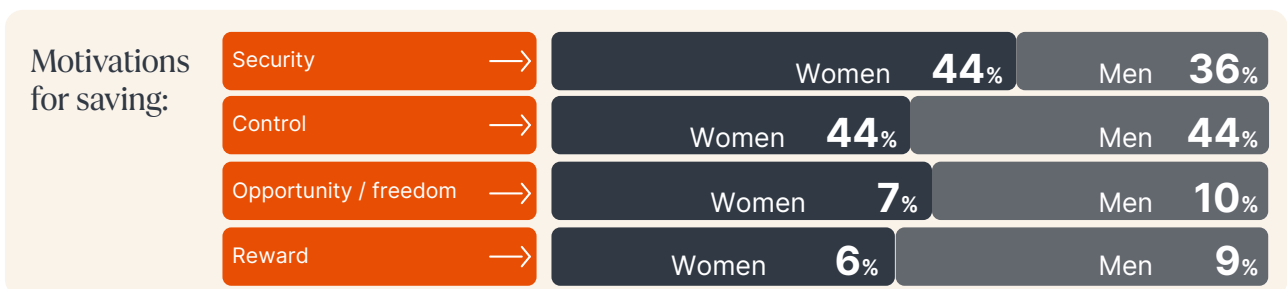 Motivations
for saving:
Security Women 44% Men 36%
Control Women 44% Men 44%
Opportunity / freedom Women 7% Men 10%
Reward Women 6% Men 9%